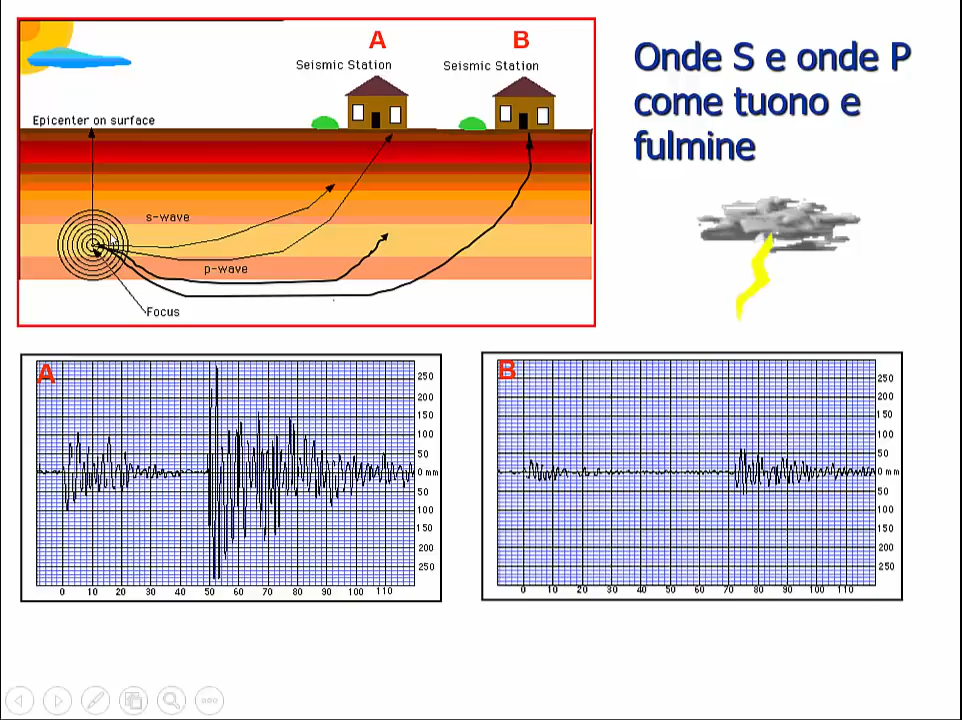 A
B
Seismic Station
Seismic Station
Onde S e onde P
come tuono e
fulmine
Epicenter on surface
s-wave
p-wave
Focus
A
250
200
150
100
50
0 mm
50
100
150
200
250
0 10 20 30 40 50 60 70 80 90 100 110
B
250
200
150
100
50
0 mm
50
100
150
200
250
0 10 20 30 40 50 60 70 80 90 100 110